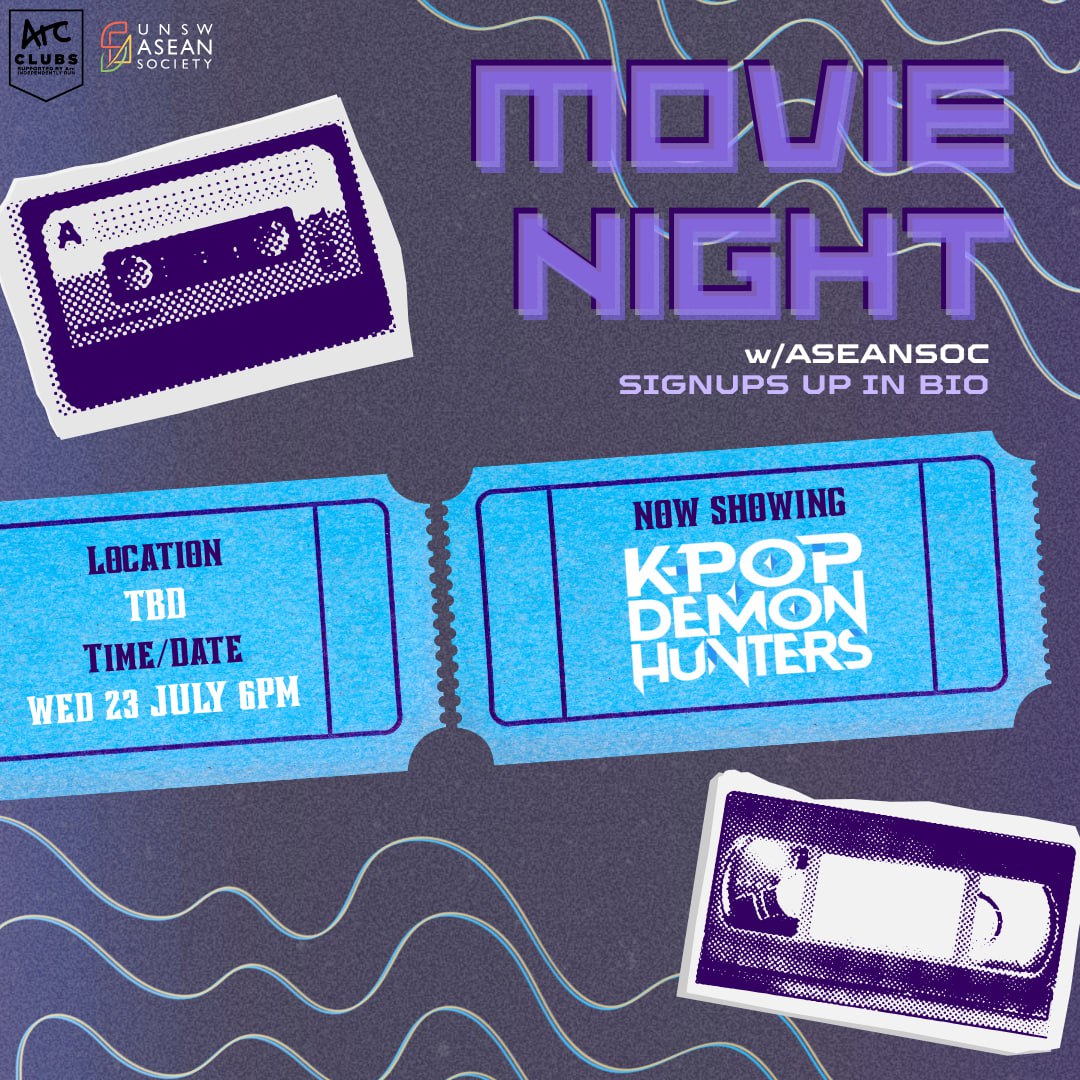 Arc
CLUBS
SUPPORTED BY Arc
INDEPENDENTLY RUN
UNSW
ASEAN
SOCIETY
MOVIE
NIGHT
w/ASEANSOC
SIGNUPS UP IN BIO
A
LOCATION
TBD
TIME/DATE
WED 23 JULY 6PM
NOW SHOWING
K-POP
DEMON
HUNTERS